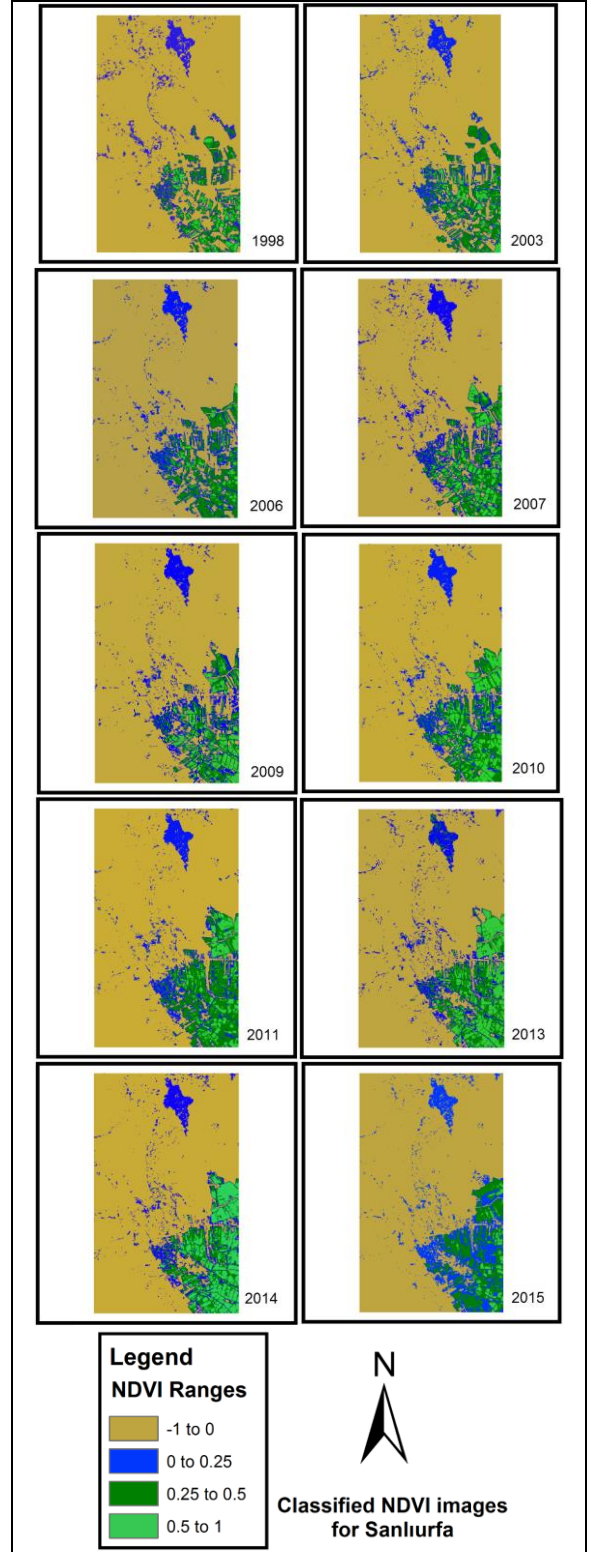 1998
2003
2006
2007
2009
2010
2011
2013
2014
2015
Legend
NDVI Ranges
-1 to 0
0 to 0.25
0.25 to 0.5
0.5 to 1
N
Classified NDVI images
for Sanlıurfa